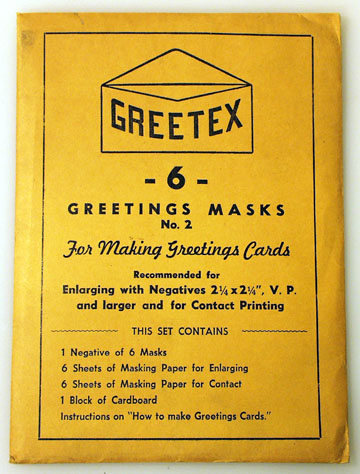 GREETEX
- 6 -
GREETINGS MASKS
No. 2
For Making Greetings Cards
Recommended for
Enlarging with Negatives 2¼ x 2¼", V. P.
and larger and for Contact Printing
THIS SET CONTAINS
1 Negative of 6 Masks
6 Sheets of Masking Paper for Enlarging
6 Sheets of Masking Paper for Contact
1 Block of Cardboard
Instructions on "How to make Greetings Cards."